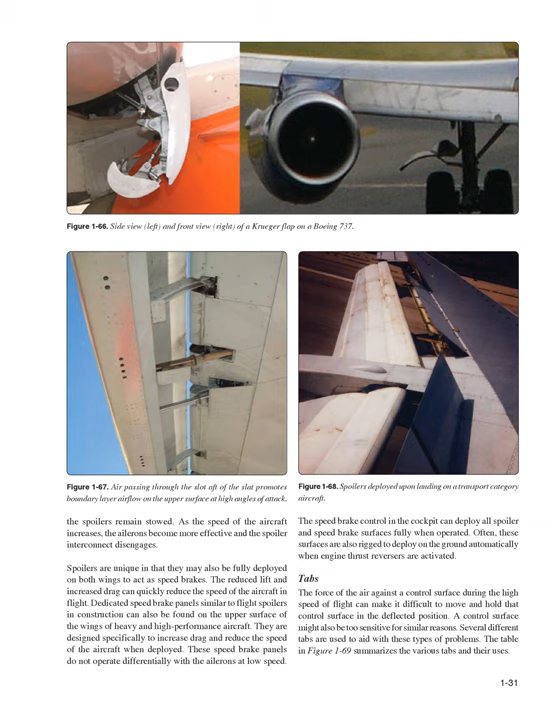 Figure 1-66. Side view (left) and front view (right) of a Krueger flap on a Boeing 737.
Figure 1-67. Air passing through the slot aft of the slat promotes
boundary layer airflow on the upper surface at high angles of attack.
Figure 1-68. Spoilers deployed upon landing on a transport category
aircraft.
the spoilers remain stowed. As the speed of the aircraft
increases, the ailerons become more effective and the spoiler
interconnect disengages.
Spoilers are unique in that they may also be fully deployed
on both wings to act as speed brakes. The reduced lift and
increased drag can quickly reduce the speed of the aircraft in
flight. Dedicated speed brake panels similar to flight spoilers
in construction can also be found on the upper surface of
the wings of heavy and high-performance aircraft. They are
designed specifically to increase drag and reduce the speed
of the aircraft when deployed. These speed brake panels
do not operate differentially with the ailerons at low speed.
The speed brake control in the cockpit can deploy all spoiler
and speed brake surfaces fully when operated. Often, these
surfaces are also rigged to deploy on the ground automatically
when engine thrust reversers are activated.
Tabs
The force of the air against a control surface during the high
speed of flight can make it difficult to move and hold that
control surface in the deflected position. A control surface
might also be too sensitive for similar reasons. Several different
tabs are used to aid with these types of problems. The table
in Figure 1-69 summarizes the various tabs and their uses.
1-31